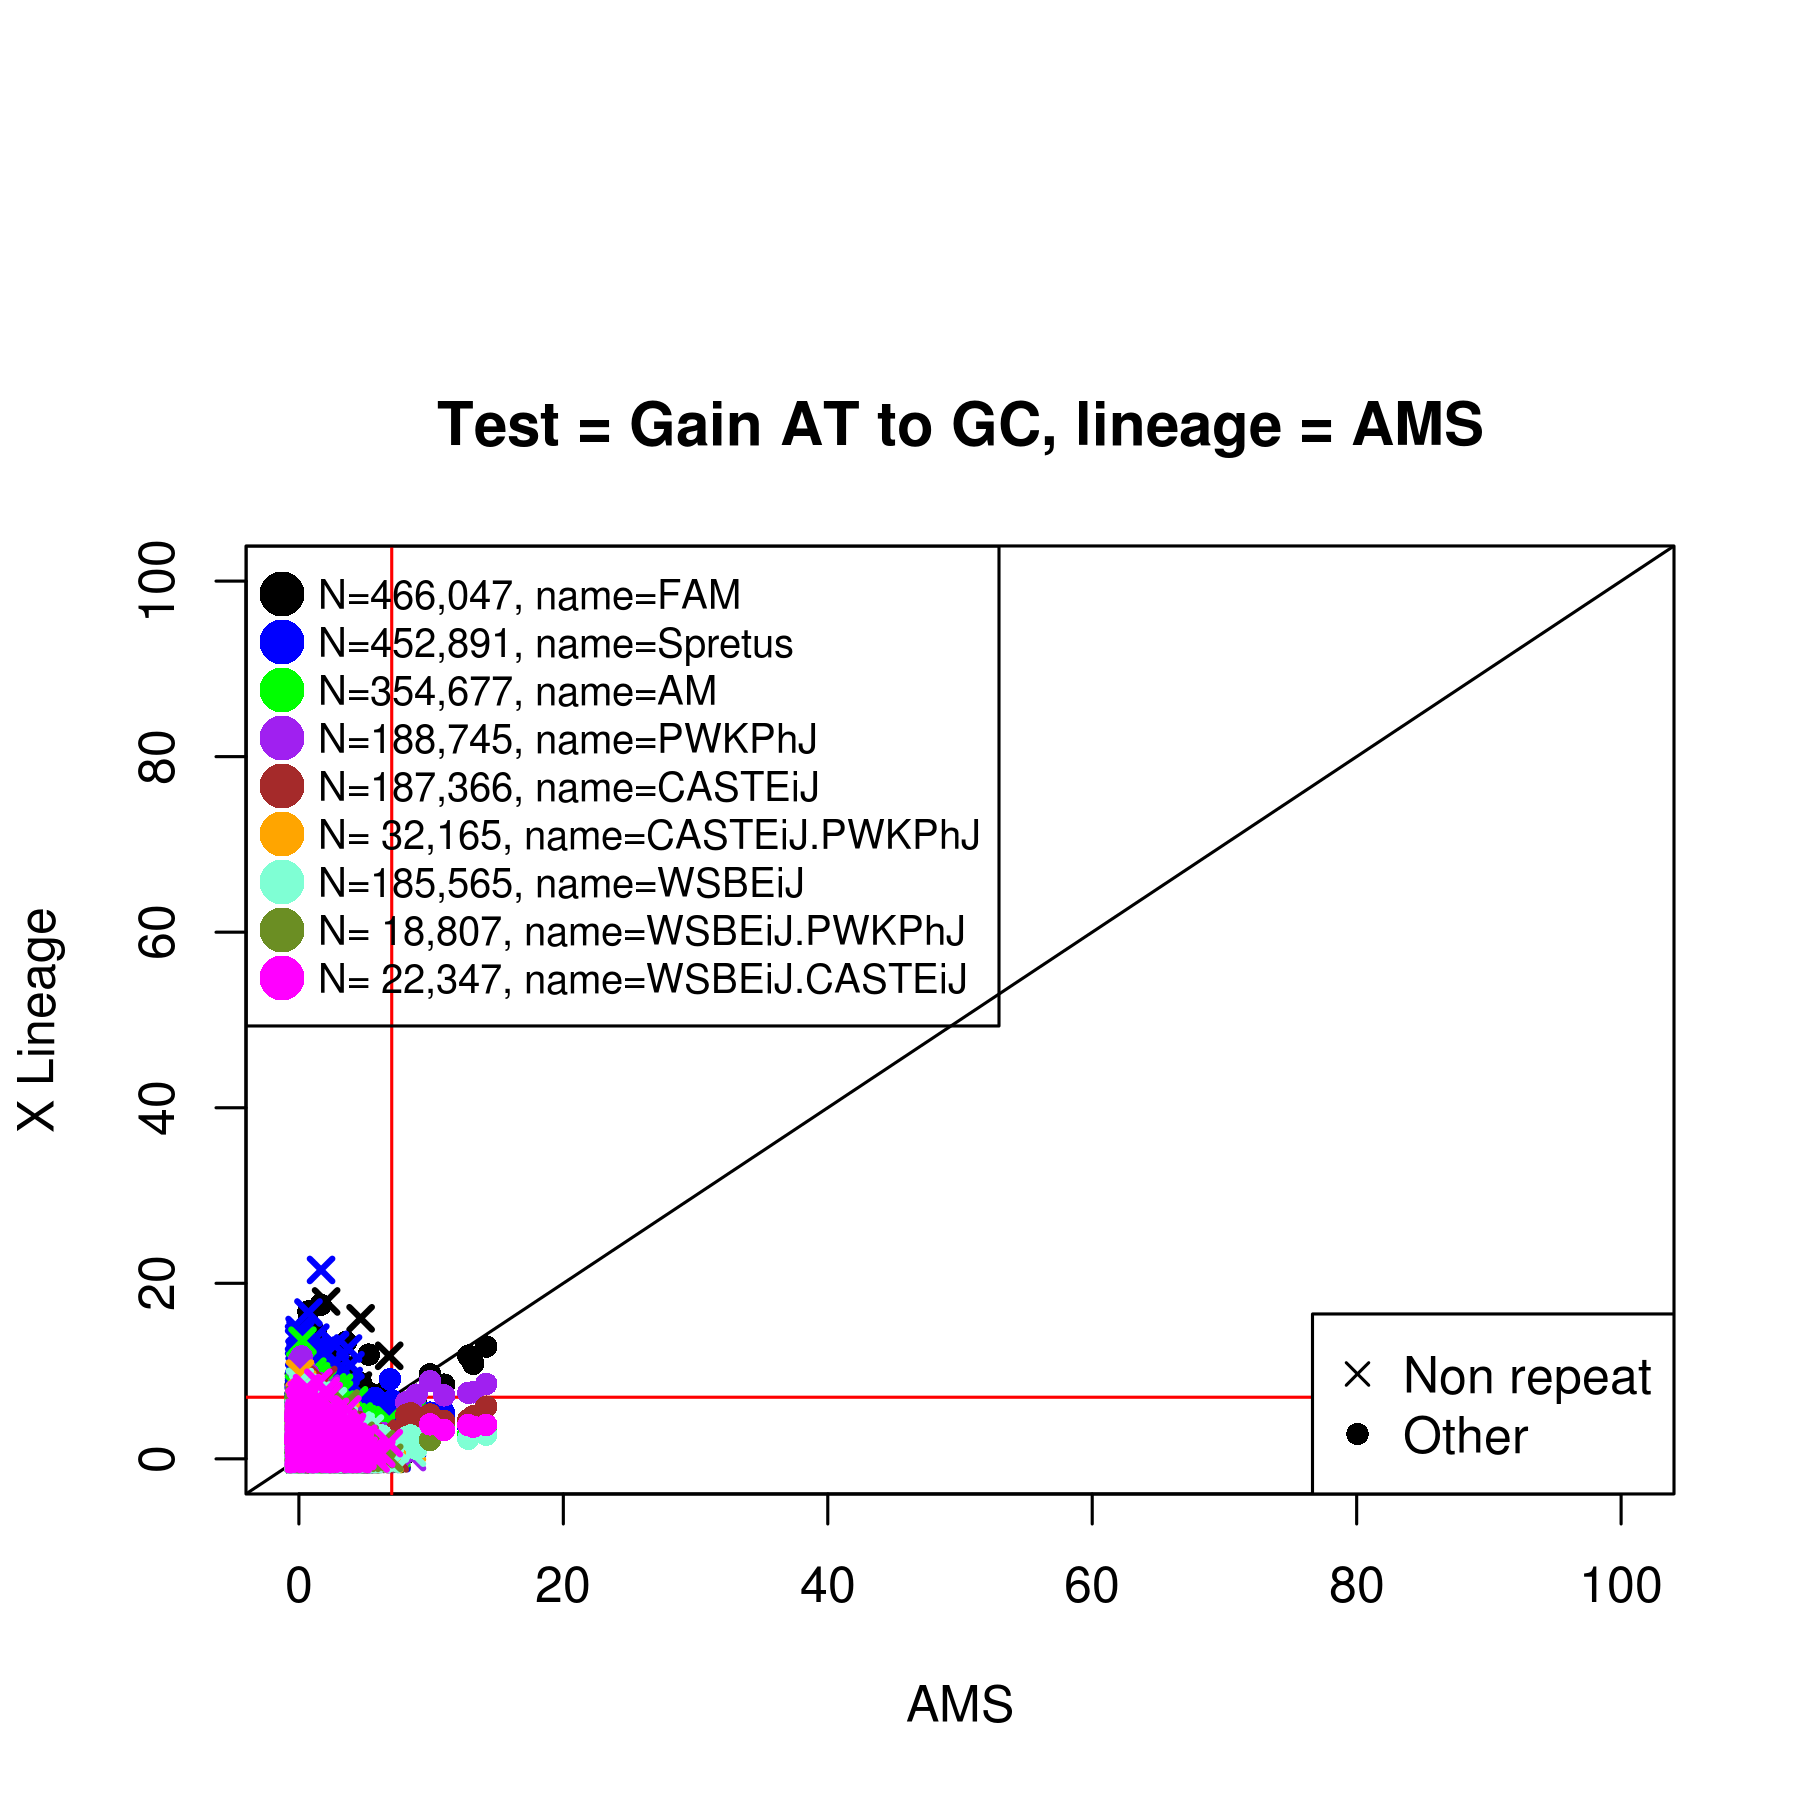 Test = Gain AT to GC, lineage = AMS
100
80
60
40
20
0
X Lineage
N=466,047, name=FAM
N=452,891, name=Spretus
N=354,677, name=AM
N=188,745, name=PWKPhJ
N=187,366, name=CASTEiJ
N= 32,165, name=CASTEiJ.PWKPhJ
N=185,565, name=WSBEiJ
N= 18,807, name=WSBEiJ.PWKPhJ
N= 22,347, name=WSBEiJ.CASTEiJ
Non repeat
Other
0 20 40 60 80 100
AMS